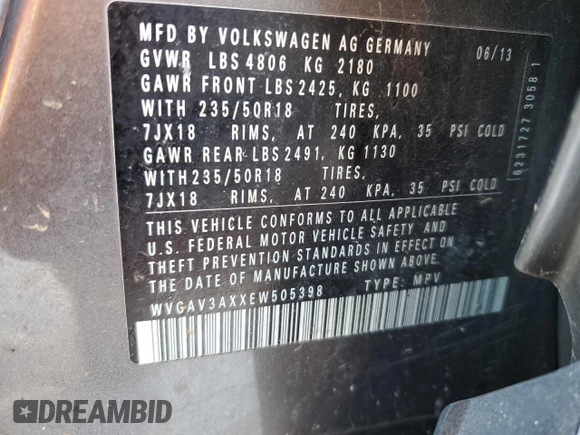 MFD BY VOLKSWAGEN AG GERMANY 06/13
GVWR LBS 4806 KG 2180
GAWR FRONT LBS 2425, KG 1100
WITH 235/50R18 TIRES,
7JX18 RIMS, AT 240 KPA, 35 PSI COLD
GAWR REAR LBS 2491, KG 1130
WITH 235/50R18 TIRES,
7JX18 RIMS, AT 240 KPA, 35 PSI COLD
THIS VEHICLE CONFORMS TO ALL APPLICABLE
U.S. FEDERAL MOTOR VEHICLE SAFETY AND
THEFT PREVENTION STANDARDS IN EFFECT ON
THE DATE OF MANUFACTURE SHOWN ABOVE.
WVGAV3AXXEW505398 TYPE: MPV
6231727 3058 1
DREAMBID